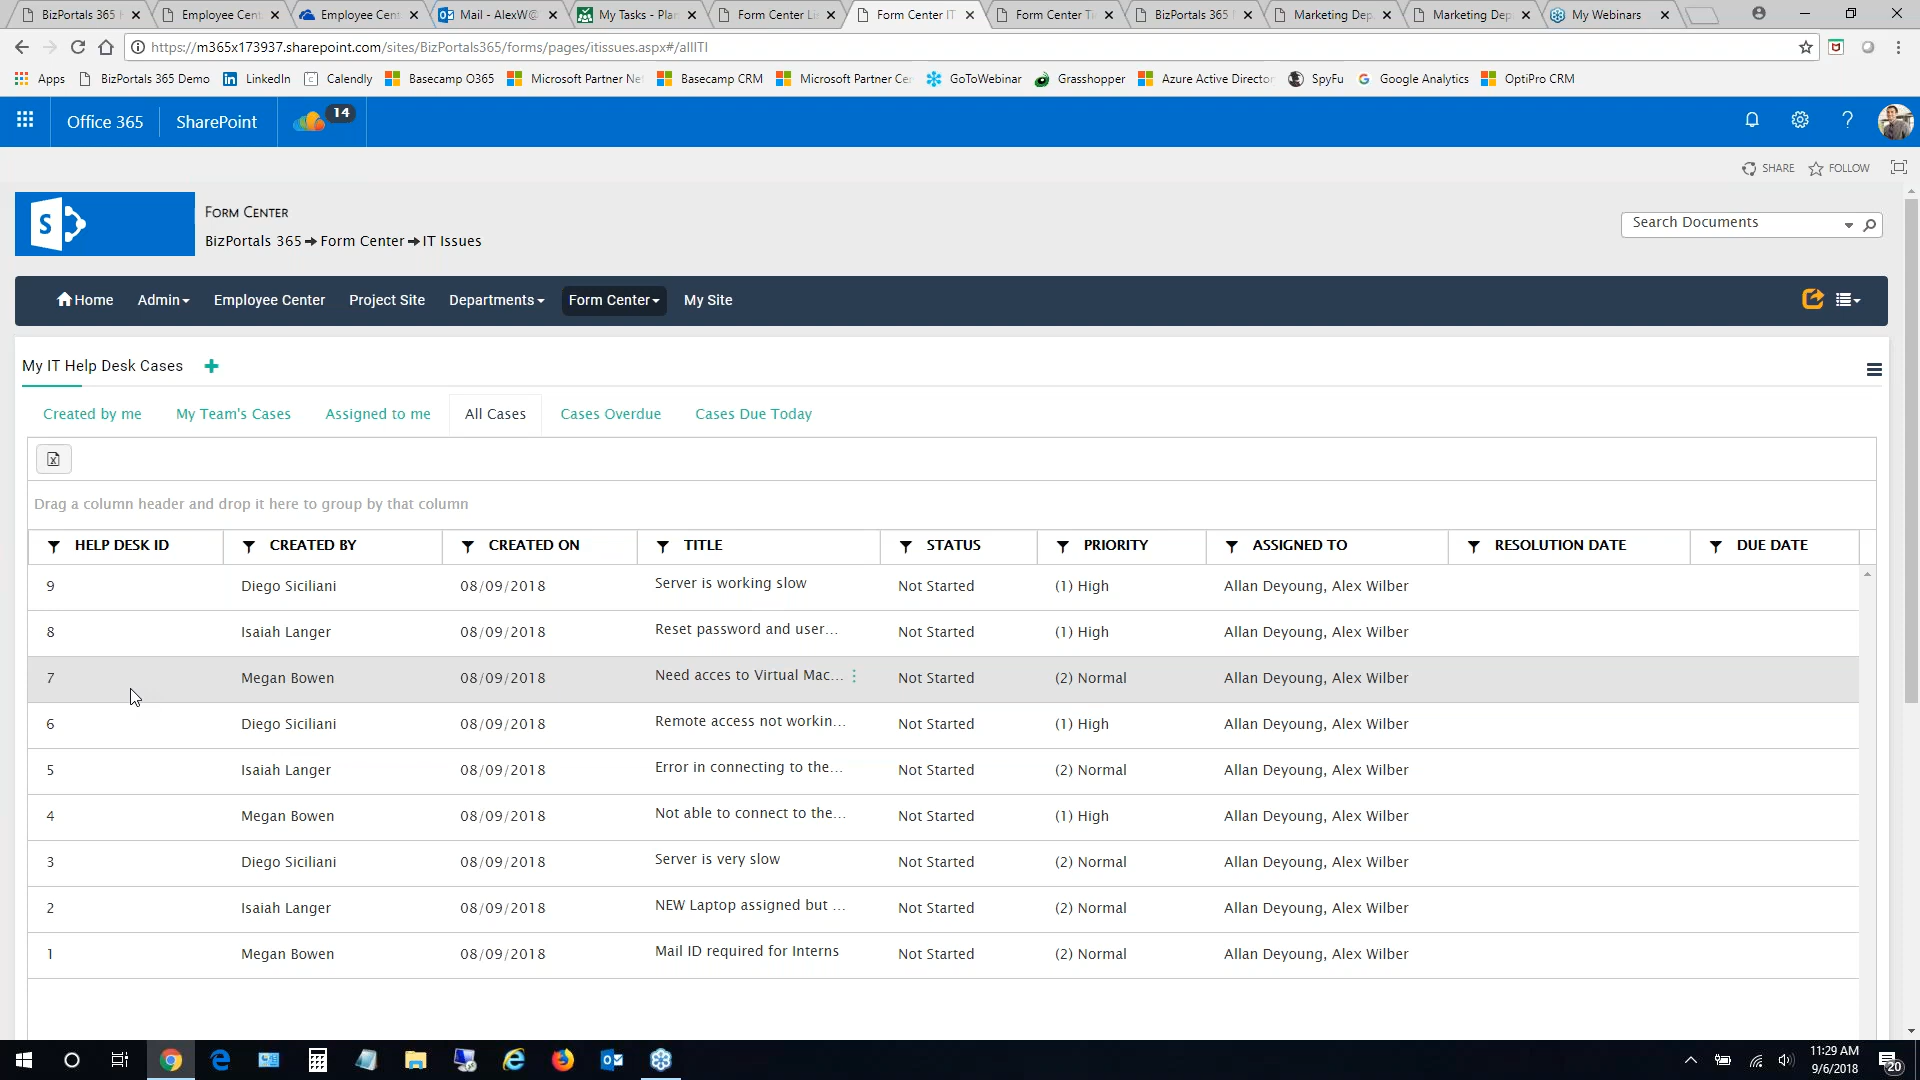 BizPortals 365
Employee Cent
Employee Cent
Mail - AlexW@
My Tasks - Plan
Form Center Li
Form Center IT
Form Center Ti
BizPortals 365
Marketing Dep
Marketing Dep
My Webinars
https://m365x173937.sharepoint.com/sites/BizPortals365/forms/pages/itissues.aspx#/allITI
Apps
BizPortals 365 Demo
LinkedIn
Calendly
Basecamp O365
Microsoft Partner Ne
Basecamp CRM
Microsoft Partner Cen
GoToWebinar
Grasshopper
Azure Active Director
SpyFu
Google Analytics
OptiPro CRM
Office 365
SharePoint
14
SHARE
FOLLOW
FORM CENTER
BizPortals 365 ➔ Form Center ➔ IT Issues
Search Documents
Home
Admin
Employee Center
Project Site
Departments
Form Center
My Site
My IT Help Desk Cases
Created by me
My Team's Cases
Assigned to me
All Cases
Cases Overdue
Cases Due Today
Drag a column header and drop it here to group by that column
HELP DESK ID CREATED BY CREATED ON TITLE STATUS PRIORITY ASSIGNED TO RESOLUTION DATE DUE DATE
9 Diego Siciliani 08/09/2018 Server is working slow Not Started (1) High Allan Deyoung, Alex Wilber
8 Isaiah Langer 08/09/2018 Reset password and user... Not Started (1) High Allan Deyoung, Alex Wilber
7 Megan Bowen 08/09/2018 Need acces to Virtual Mac... Not Started (2) Normal Allan Deyoung, Alex Wilber
6 Diego Siciliani 08/09/2018 Remote access not workin... Not Started (1) High Allan Deyoung, Alex Wilber
5 Isaiah Langer 08/09/2018 Error in connecting to the... Not Started (2) Normal Allan Deyoung, Alex Wilber
4 Megan Bowen 08/09/2018 Not able to connect to the... Not Started (1) High Allan Deyoung, Alex Wilber
3 Diego Siciliani 08/09/2018 Server is very slow Not Started (2) Normal Allan Deyoung, Alex Wilber
2 Isaiah Langer 08/09/2018 NEW Laptop assigned but ... Not Started (2) Normal Allan Deyoung, Alex Wilber
1 Megan Bowen 08/09/2018 Mail ID required for Interns Not Started (2) Normal Allan Deyoung, Alex Wilber
11:29 AM
9/6/2018
20